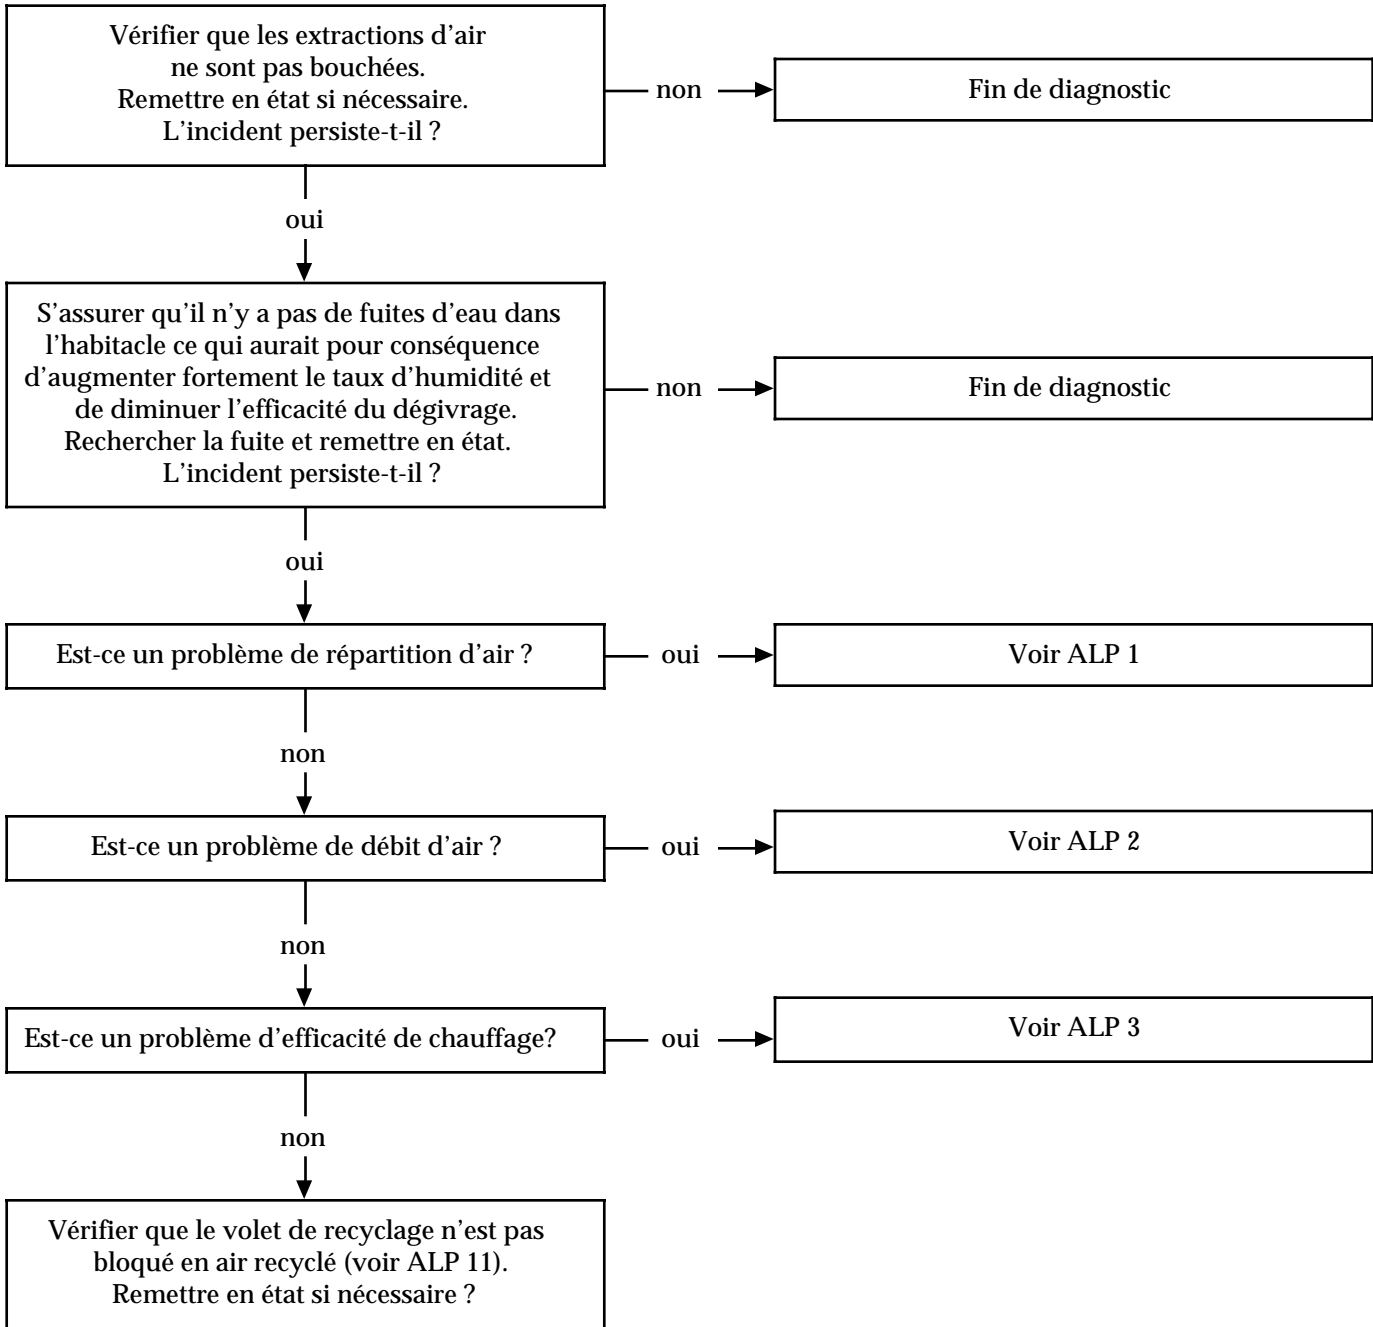 Vérifier que les extractions d’air
ne sont pas bouchées.
Remettre en état si nécessaire.
L’incident persiste-t-il ?
non
Fin de diagnostic
oui
S’assurer qu’il n’y a pas de fuites d’eau dans
l’habitacle ce qui aurait pour conséquence
d’augmenter fortement le taux d’humidité et
de diminuer l’efficacité du dégivrage.
Rechercher la fuite et remettre en état.
L’incident persiste-t-il ?
non
Fin de diagnostic
oui
Est-ce un problème de répartition d’air ?
oui
Voir ALP 1
non
Est-ce un problème de débit d’air ?
oui
Voir ALP 2
non
Est-ce un problème d’efficacité de chauffage?
oui
Voir ALP 3
non
Vérifier que le volet de recyclage n’est pas
bloqué en air recyclé (voir ALP 11).
Remettre en état si nécessaire ?